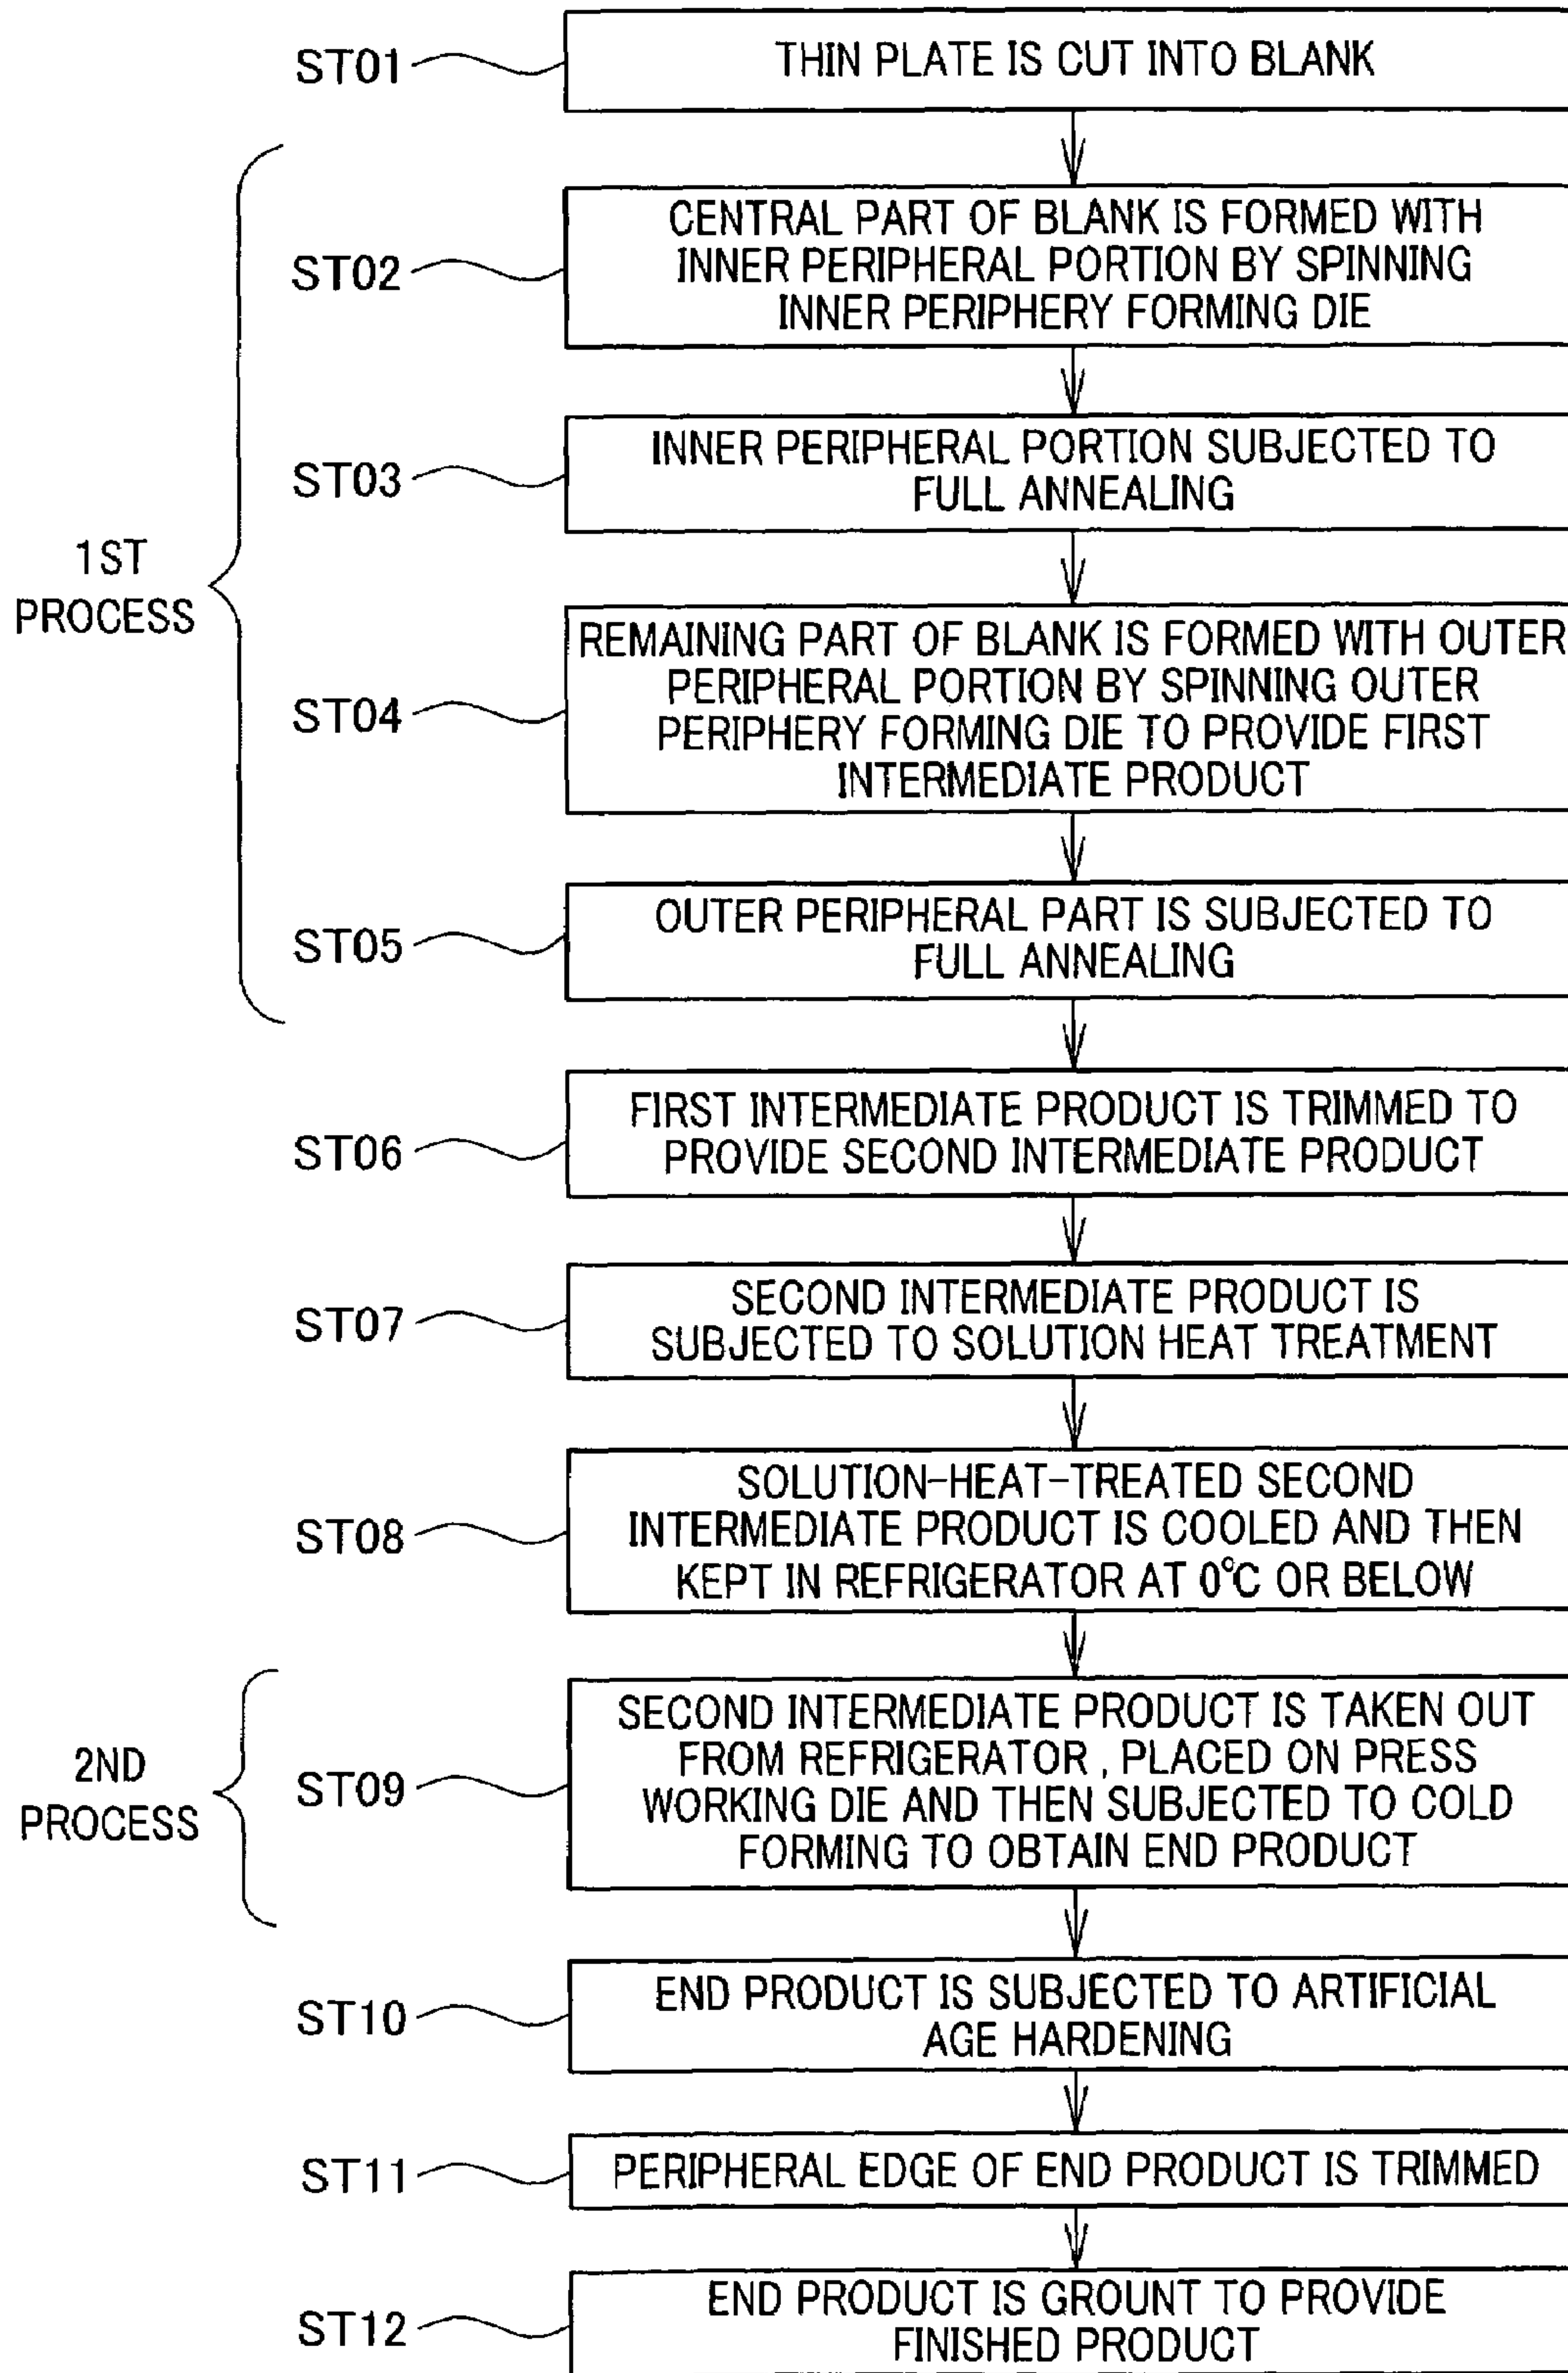 ST01
THIN PLATE IS CUT INTO BLANK
1ST
PROCESS
ST02
CENTRAL PART OF BLANK IS FORMED WITH
INNER PERIPHERAL PORTION BY SPINNING
INNER PERIPHERY FORMING DIE
ST03
INNER PERIPHERAL PORTION SUBJECTED TO
FULL ANNEALING
ST04
REMAINING PART OF BLANK IS FORMED WITH OUTER
PERIPHERAL PORTION BY SPINNING OUTER
PERIPHERY FORMING DIE TO PROVIDE FIRST
INTERMEDIATE PRODUCT
ST05
OUTER PERIPHERAL PART IS SUBJECTED TO
FULL ANNEALING
ST06
FIRST INTERMEDIATE PRODUCT IS TRIMMED TO
PROVIDE SECOND INTERMEDIATE PRODUCT
ST07
SECOND INTERMEDIATE PRODUCT IS
SUBJECTED TO SOLUTION HEAT TREATMENT
ST08
SOLUTION-HEAT-TREATED SECOND
INTERMEDIATE PRODUCT IS COOLED AND THEN
KEPT IN REFRIGERATOR AT 0°C OR BELOW
2ND
PROCESS
ST09
SECOND INTERMEDIATE PRODUCT IS TAKEN OUT
FROM REFRIGERATOR , PLACED ON PRESS
WORKING DIE AND THEN SUBJECTED TO COLD
FORMING TO OBTAIN END PRODUCT
ST10
END PRODUCT IS SUBJECTED TO ARTIFICIAL
AGE HARDENING
ST11
PERIPHERAL EDGE OF END PRODUCT IS TRIMMED
ST12
END PRODUCT IS GROUNT TO PROVIDE
FINISHED PRODUCT